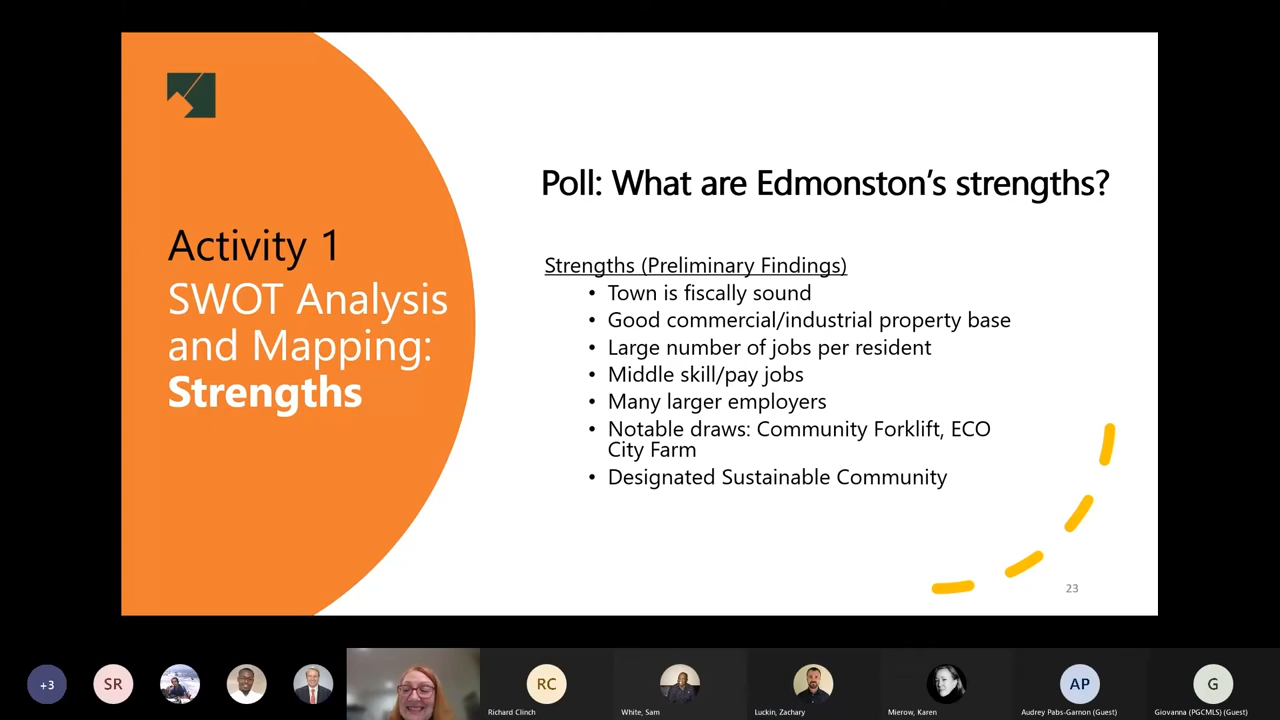 Poll: What are Edmonston's strengths?
Activity 1
SWOT Analysis
and Mapping:
Strengths
Strengths (Preliminary Findings)
• Town is fiscally sound
• Good commercial/industrial property base
• Large number of jobs per resident
• Middle skill/pay jobs
• Many larger employers
• Notable draws: Community Forklift, ECO
City Farm
• Designated Sustainable Community
23
+3
SR
RC
AP
G
Richard Clinch
White, Sam
Luckin, Zachary
Mierow, Karen
Audrey Pabs-Garnon (Guest)
Giovanna (PGCMLS) (Guest)